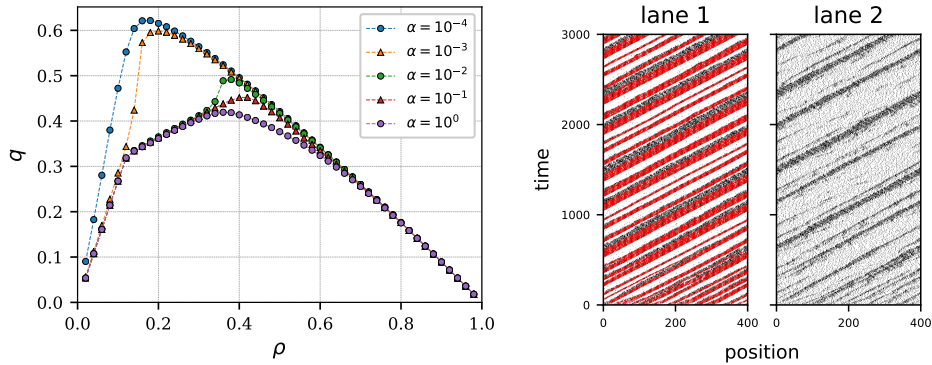 q
0.6
0.5
0.4
0.3
0.2
0.1
0.0
0.0 0.2 0.4 0.6 0.8 1.0
ρ
α = 10⁻⁴
α = 10⁻³
α = 10⁻²
α = 10⁻¹
α = 10⁰
lane 1 lane 2
time
3000
2000
1000
0
0 200 400 0 200 400
position